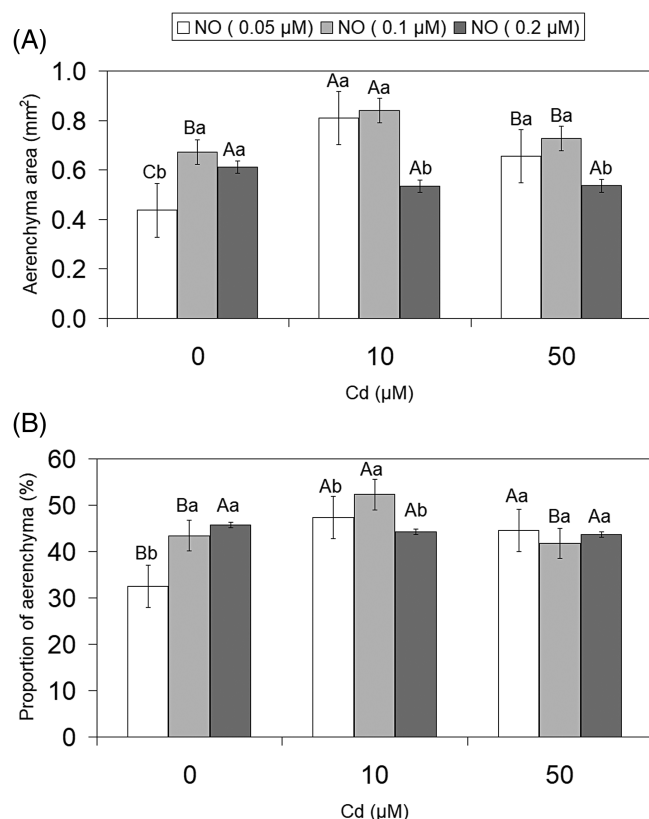 NO ( 0.05 µM) NO ( 0.1 µM) NO ( 0.2 µM)
(A)
Aerenchyma area (mm²)
1.0
0.8
0.6
0.4
0.2
0.0
Cb Ba Aa
Aa Aa Ab
Ba Ba Ab
0 10 50
Cd (µM)
(B)
Proportion of aerenchyma (%)
60
50
40
30
20
10
0
Bb Ba Aa
Ab Aa Ab
Aa Ba Aa
0 10 50
Cd (µM)